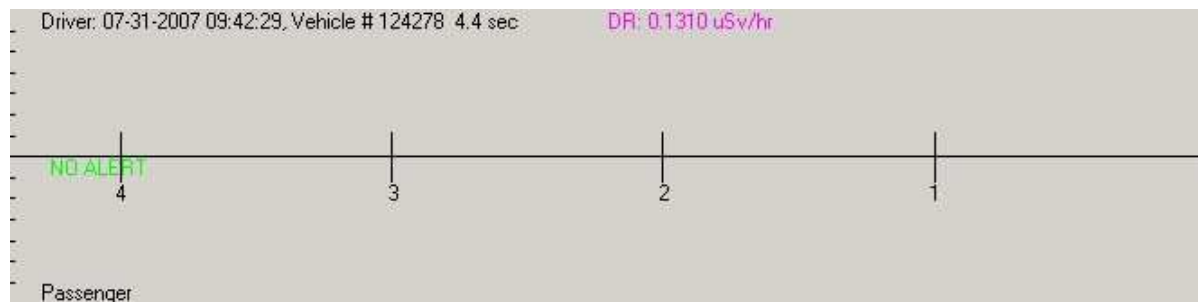 Driver: 07-31-2007 09:42:29, Vehicle # 124278 4.4 sec DR: 0.1310 uSv/hr
NO ALERT
4 3 2 1
Passenger